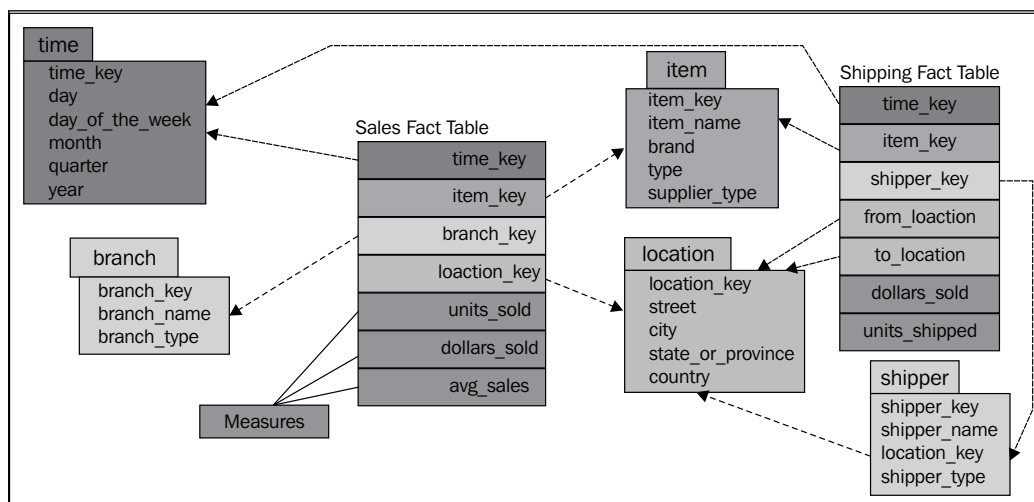 time
time_key
day
day_of_the_week
month
quarter
year
branch
branch_key
branch_name
branch_type
Sales Fact Table
time_key
item_key
branch_key
loaction_key
units_sold
dollars_sold
avg_sales
Measures
item
item_key
item_name
brand
type
supplier_type
location
location_key
street
city
state_or_province
country
Shipping Fact Table
time_key
item_key
shipper_key
from_loaction
to_location
dollars_sold
units_shipped
shipper
shipper_key
shipper_name
location_key
shipper_type